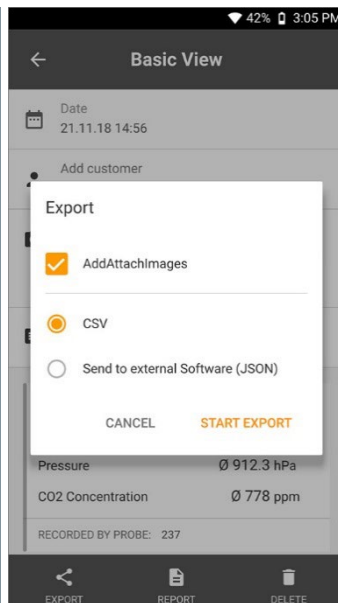 42% 3:05 PM
Basic View
Date
21.11.18 14:56
Add customer
Export
AddAttachImages
CSV
Send to external Software (JSON)
CANCEL START EXPORT
Pressure Ø 912.3 hPa
CO2 Concentration Ø 778 ppm
RECORDED BY PROBE: 237
EXPORT REPORT DELETE